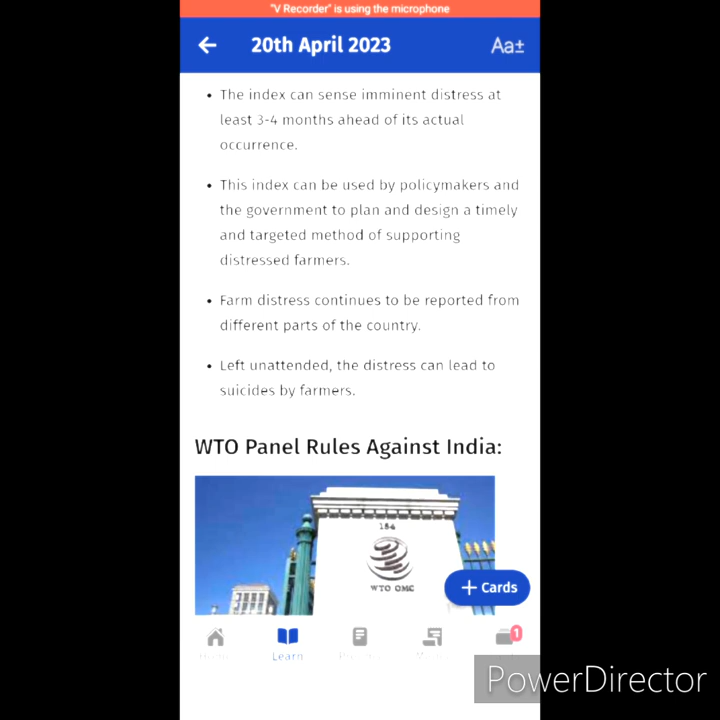 "V Recorder" is using the microphone
20th April 2023
Aa±
• The index can sense imminent distress at
least 3-4 months ahead of its actual
occurrence.
• This index can be used by policymakers and
the government to plan and design a timely
and targeted method of supporting
distressed farmers.
• Farm distress continues to be reported from
different parts of the country.
• Left unattended, the distress can lead to
suicides by farmers.
WTO Panel Rules Against India:
154
WTO OMC
+ Cards
1
Home
Learn
PowerDirector